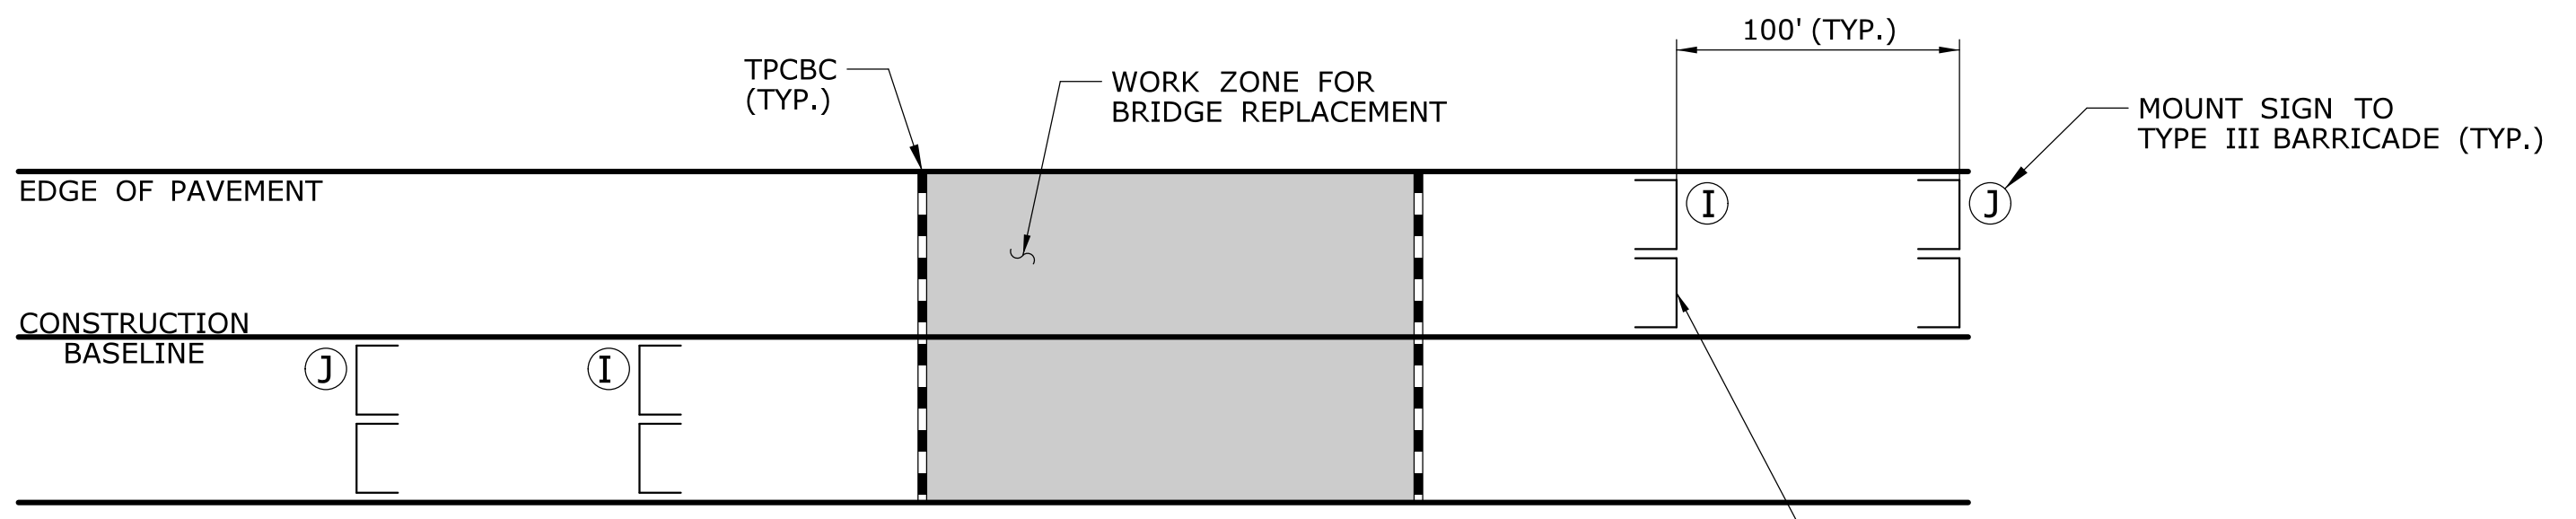 100' (TYP.)
TPCBC
(TYP.)
WORK ZONE FOR
BRIDGE REPLACEMENT
MOUNT SIGN TO
TYPE III BARRICADE (TYP.)
EDGE OF PAVEMENT
I
J
CONSTRUCTION
BASELINE
J
I